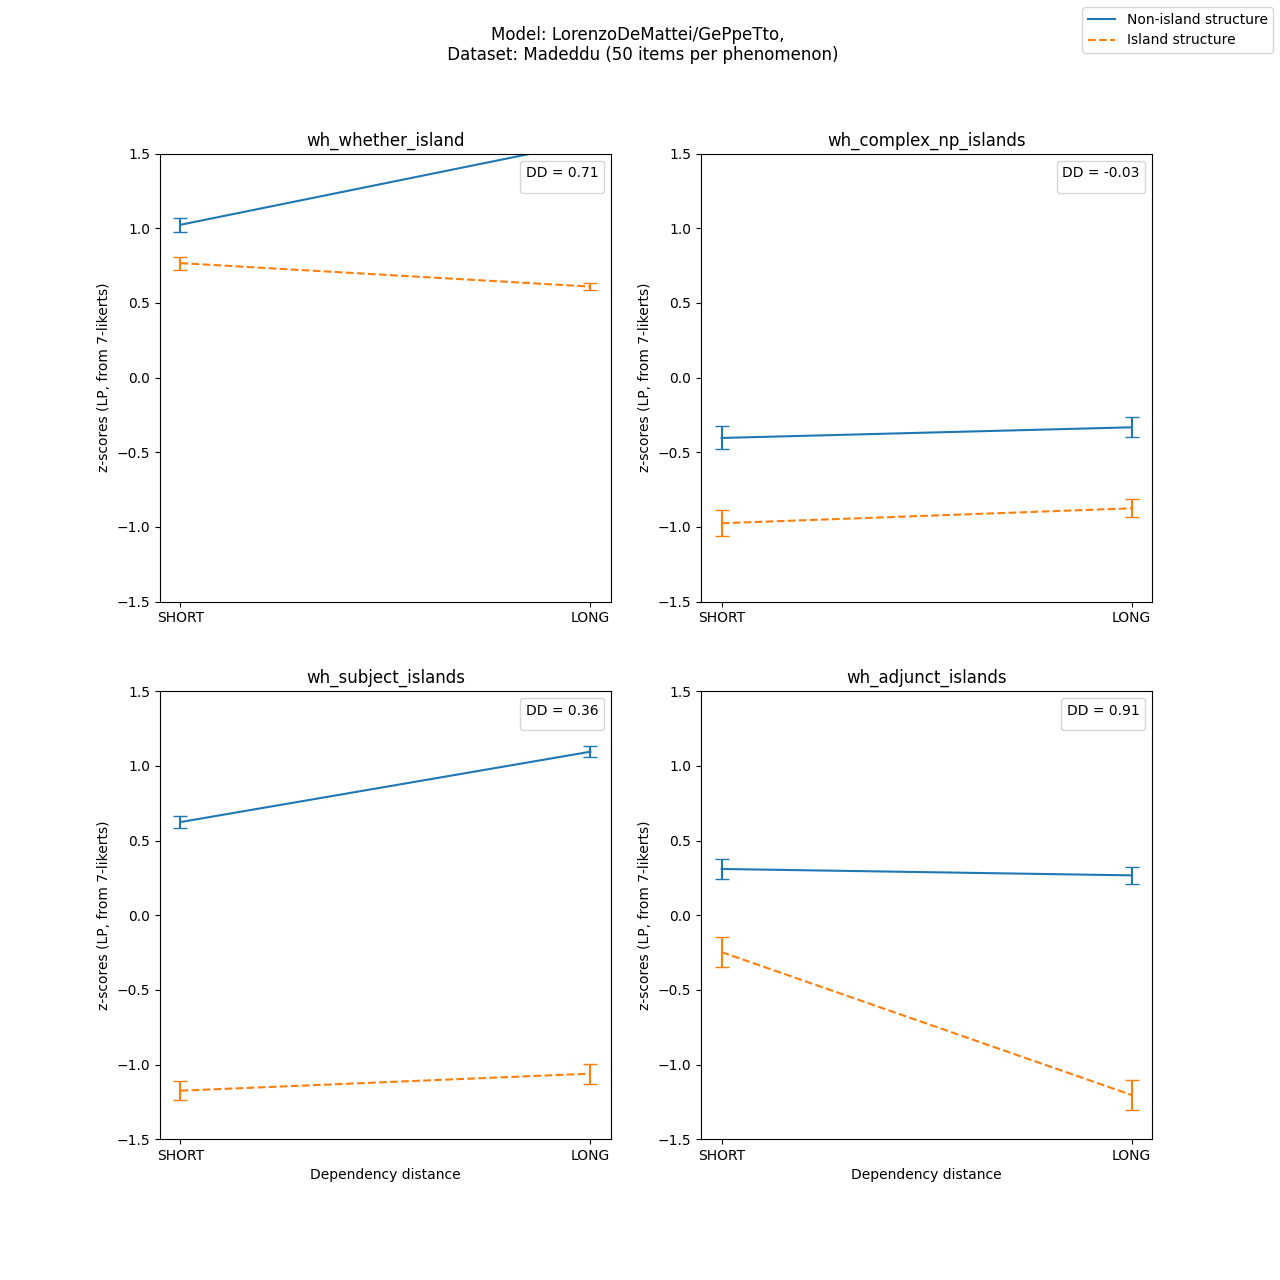 Model: LorenzoDeMattei/GePpeTto,
Dataset: Madeddu (50 items per phenomenon)
Non-island structure
Island structure
wh_whether_island
DD = 0.71
z-scores (LP, from 7-likerts)
1.5
1.0
0.5
0.0
−0.5
−1.0
−1.5
SHORT
LONG
wh_complex_np_islands
DD = -0.03
z-scores (LP, from 7-likerts)
1.5
1.0
0.5
0.0
−0.5
−1.0
−1.5
SHORT
LONG
wh_subject_islands
DD = 0.36
z-scores (LP, from 7-likerts)
1.5
1.0
0.5
0.0
−0.5
−1.0
−1.5
SHORT
LONG
Dependency distance
wh_adjunct_islands
DD = 0.91
z-scores (LP, from 7-likerts)
1.5
1.0
0.5
0.0
−0.5
−1.0
−1.5
SHORT
LONG
Dependency distance